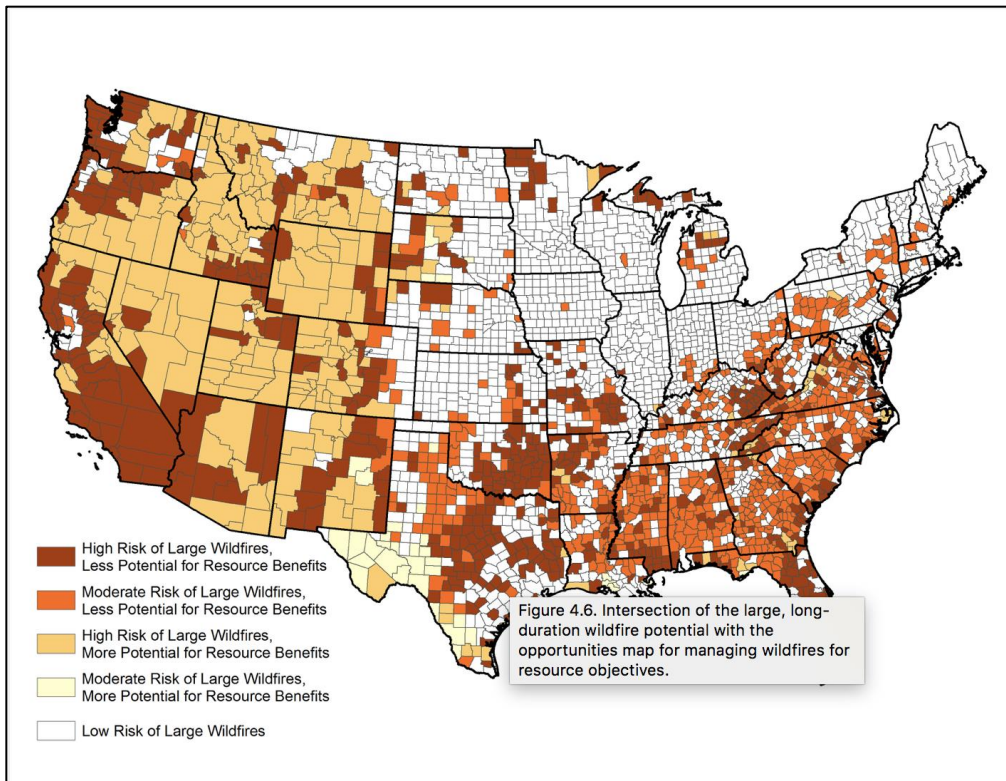 High Risk of Large Wildfires,
Less Potential for Resource Benefits
Moderate Risk of Large Wildfires,
Less Potential for Resource Benefits
High Risk of Large Wildfires,
More Potential for Resource Benefits
Moderate Risk of Large Wildfires,
More Potential for Resource Benefits
Low Risk of Large Wildfires
Figure 4.6. Intersection of the large, long-
duration wildfire potential with the
opportunities map for managing wildfires for
resource objectives.